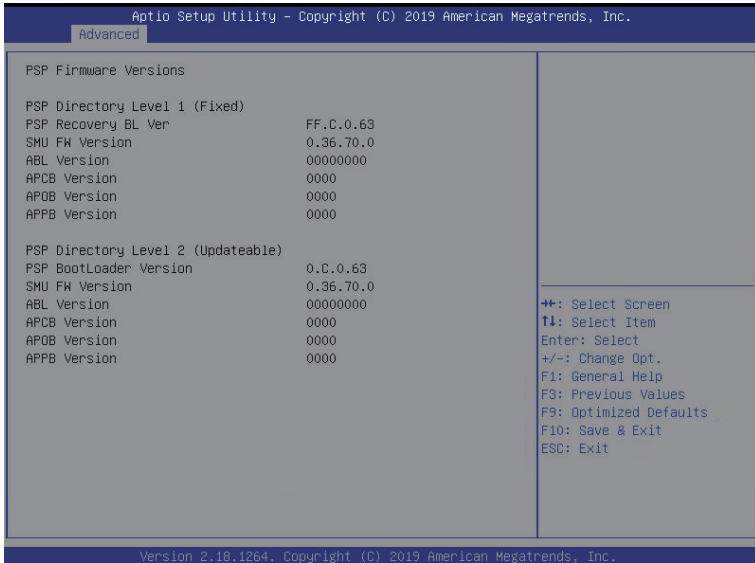 Aptio Setup Utility – Copyright (C) 2019 American Megatrends, Inc.
Advanced
PSP Firmware Versions
PSP Directory Level 1 (Fixed)
PSP Recovery BL Ver FF.C.0.63
SMU FW Version 0.36.70.0
ABL Version 00000000
APCB Version 0000
APOB Version 0000
APPB Version 0000
PSP Directory Level 2 (Updateable)
PSP BootLoader Version 0.C.0.63
SMU FW Version 0.36.70.0
ABL Version 00000000
APCB Version 0000
APOB Version 0000
APPB Version 0000
→←: Select Screen
↑↓: Select Item
Enter: Select
+/-: Change Opt.
F1: General Help
F3: Previous Values
F9: Optimized Defaults
F10: Save & Exit
ESC: Exit
Version 2.18.1264. Copyright (C) 2019 American Megatrends, Inc.